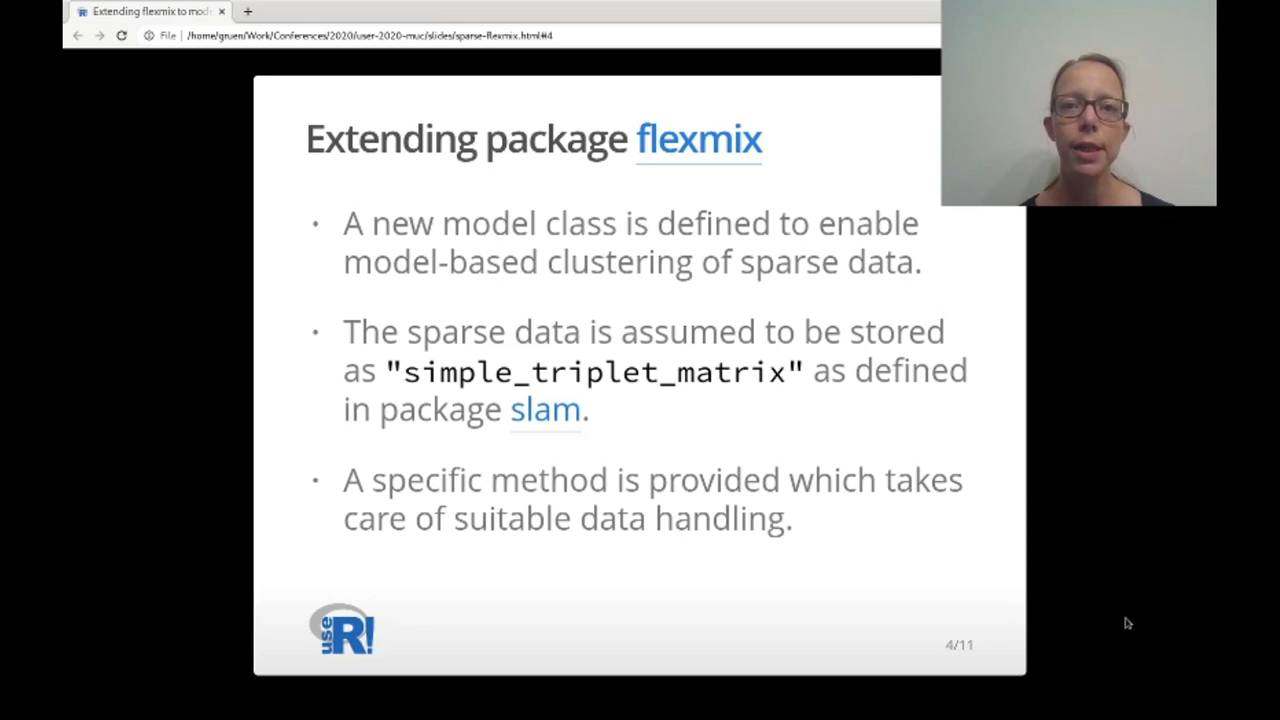 Extending flexmix to mode
File
/home/gruen/Work/Conferences/2020/user-2020-muc/slides/sparse-flexmix.html#4
Extending package flexmix
• A new model class is defined to enable
model-based clustering of sparse data.
• The sparse data is assumed to be stored
as "simple_triplet_matrix" as defined
in package slam.
• A specific method is provided which takes
care of suitable data handling.
use R!
4/11